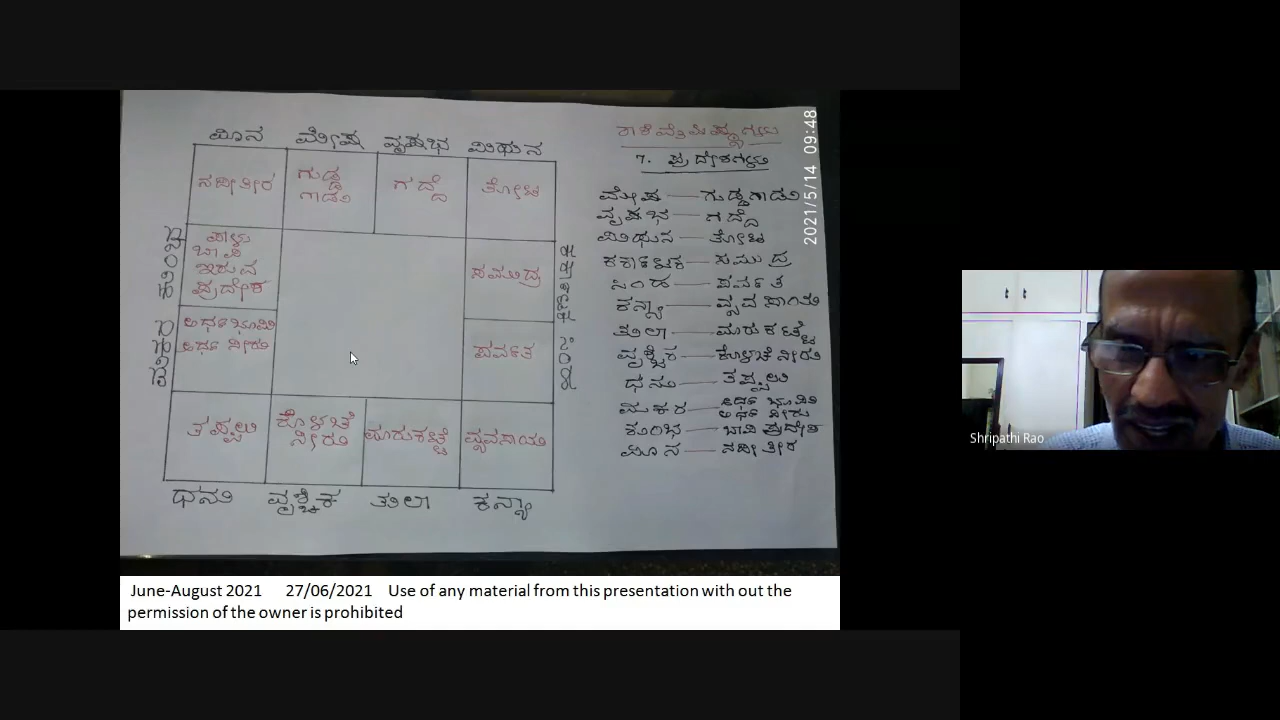 ಮೀನ ಮೇಷ ವೃಷಭ ಮಿಥುನ
ನದೀತೀರ ಗುಡ್ಡ ಗಾಡು ಗದ್ದೆ ತೋಟ
ಕುಂಭ ಪಾಳು ಬಾವಿ ಇರುವ ಪ್ರದೇಶ ಸಮುದ್ರ ಕರ್ಕಾಟಕ
ಮಕರ ಅರ್ಧ ಭೂಮಿ ಅರ್ಧ ನೀರು ಪರ್ವತ ಸಿಂಹ
ತಪ್ಪಲು ಕೊಳಚೆ ನೀರು ಮಾರುಕಟ್ಟೆ ವ್ಯವಸಾಯ
ಧನು ವೃಶ್ಚಿಕ ತುಲಾ ಕನ್ಯಾ
7. ಪ್ರದೇಶಗಳು
ಮೇಷ — ಗುಡ್ಡಗಾಡು
ವೃಷಭ — ಗದ್ದೆ
ಮಿಥುನ — ತೋಟ
ಕರ್ಕಾಟಕ — ಸಮುದ್ರ
ಸಿಂಹ — ಪರ್ವತ
ಕನ್ಯಾ — ವ್ಯವಸಾಯ
ತುಲಾ — ಮಾರುಕಟ್ಟೆ
ವೃಶ್ಚಿಕ — ಕೊಳಚೆ ನೀರು
ಧನು — ತಪ್ಪಲು
ಮಕರ — ಅರ್ಧ ಭೂಮಿ
ಅರ್ಧ ನೀರು
ಕುಂಭ — ಬಾವಿ ಪ್ರದೇಶ
ಮೀನ — ನದೀತೀರ
2021/5/14 09:48
June-August 2021 27/06/2021 Use of any material from this presentation with out the
permission of the owner is prohibited
Shripathi Rao